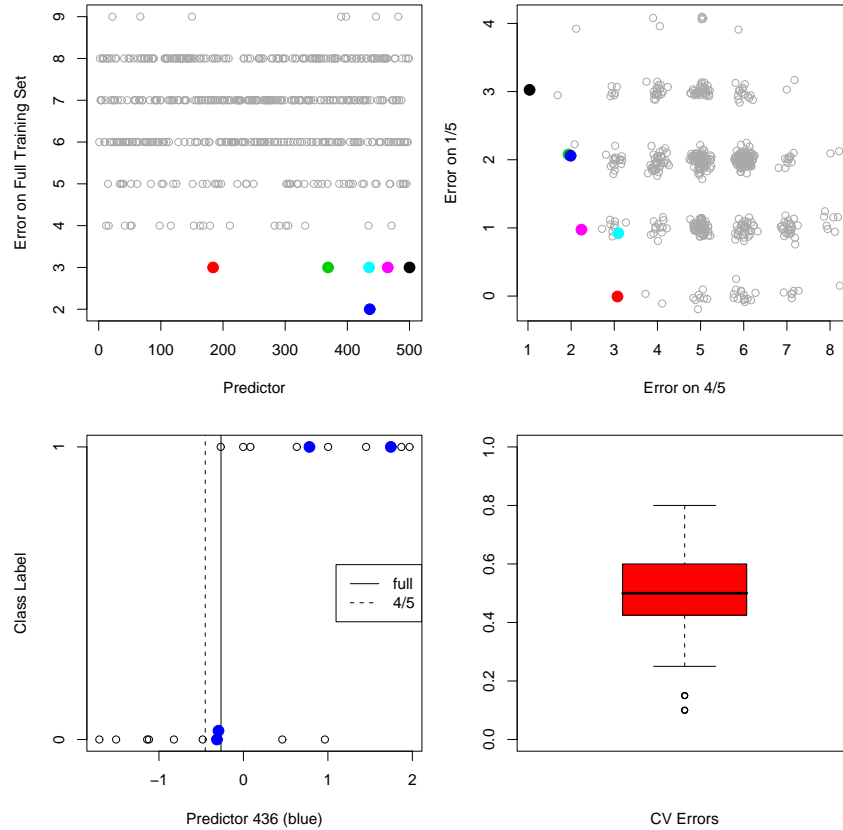 9
8
7
6
5
4
3
2
Error on Full Training Set
0 100 200 300 400 500
Predictor
4
3
2
1
0
Error on 1/5
1 2 3 4 5 6 7 8
Error on 4/5
1
0
Class Label
full
4/5
−1 0 1 2
Predictor 436 (blue)
1.0
0.8
0.6
0.4
0.2
0.0
CV Errors